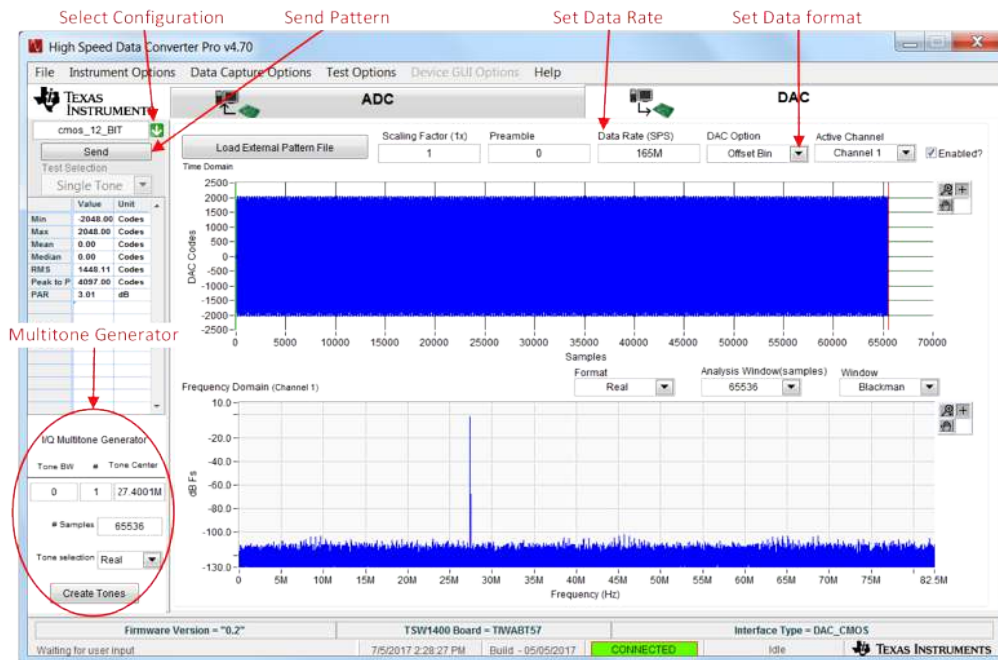 Select Configuration Send Pattern Set Data Rate Set Data format
High Speed Data Converter Pro v4.70
File Instrument Options Data Capture Options Test Options Device GUI Options Help
TEXAS INSTRUMENTS
ADC
DAC
cmos_12_BIT
Send
Test Selection
Single Tone
Value Unit
Min -2048.00 Codes
Max 2048.00 Codes
Mean 0.00 Codes
Median 0.00 Codes
RMS 1448.11 Codes
Peak to P 4097.00 Codes
PAR 3.01 dB
Multitone Generator
I/Q Multitone Generator
Tone BW # Tone Center
0 1 27.4001M
# Samples 65536
Tone selection Real
Create Tones
Load External Pattern File
Scaling Factor (1x) Preamble Data Rate (SPS) DAC Option Active Channel
1 0 165M Offset Bin Channel 1 Enabled?
Time Domain
DAC Codes
2500
2000
1500
1000
500
0
-500
-1000
-1500
-2000
-2500
0 5000 10000 15000 20000 25000 30000 35000 40000 45000 50000 55000 60000 65000 70000
Samples
Format Analysis Window(samples) Window
Real 65536 Blackman
Frequency Domain (Channel 1)
dB Fs
10.0
-20.0
-40.0
-60.0
-80.0
-100.0
-130.0
0 5M 10M 15M 20M 25M 30M 35M 40M 45M 50M 55M 60M 65M 70M 75M 82.5M
Frequency (Hz)
Firmware Version = "0.2" TSW1400 Board = TIWABT57 Interface Type = DAC_CMOS
Waiting for user input 7/5/2017 2:28:27 PM Build - 05/05/2017 CONNECTED Idle TEXAS INSTRUMENTS